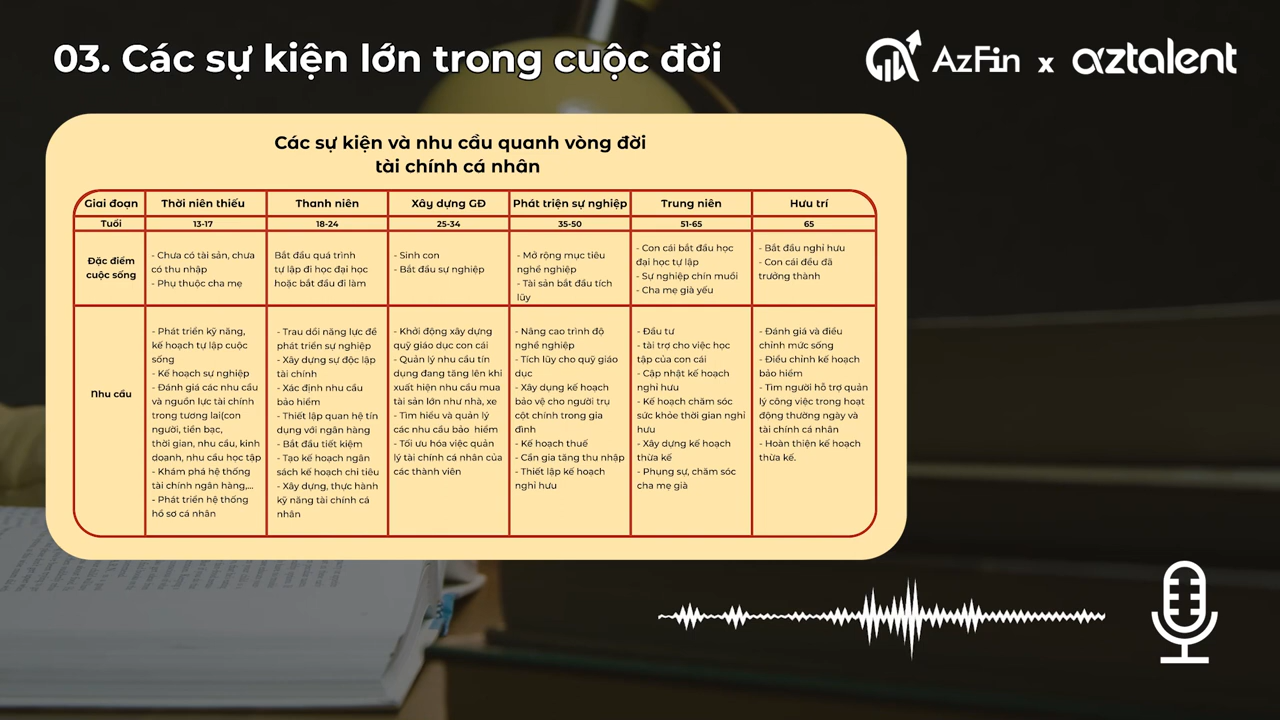 03. Các sự kiện lớn trong cuộc đời
AzFin x aztalent
Các sự kiện và nhu cầu quanh vòng đời
tài chính cá nhân
Giai đoạn
Thời niên thiếu
Thanh niên
Xây dựng GĐ
Phát triện sự nghiệp
Trung niên
Hưu trí
Tuổi
13-17
18-24
25-34
35-50
51-65
65
Đặc điểm
cuộc sống
- Chưa có tài sản, chưa
có thu nhập
- Phụ thuộc cha mẹ
Bắt đầu quá trình
tự lập đi học đại học
hoặc bắt đầu đi làm
- Sinh con
- Bắt đầu sự nghiệp
- Mở rộng mục tiêu
nghề nghiệp
- Tài sản bắt đầu tích
lũy
- Con cái bắt đầu học
đại học tự lập
- Sự nghiệp chín muồi
- Cha mẹ già yếu
- Bắt đầu nghỉ hưu
- Con cái đều đã
trưởng thành
Nhu cầu
- Phát triển kỹ năng,
kế hoạch tự lập cuộc
sống
- Kế hoạch sự nghiệp
- Đánh giá các nhu cầu
và nguồn lực tài chính
trong tương lai(con
người, tiền bạc,
thời gian, nhu cầu, kinh
doanh, nhu cầu học tập
- Khám phá hệ thống
tài chính ngân hàng,...
- Phát triển hệ thống
hồ sơ cá nhân
- Trau dồi năng lực để
phát triển sự nghiệp
- Xây dựng sự độc lập
tài chính
- Xác định nhu cầu
bảo hiểm
- Thiết lập quan hệ tín
dụng với ngân hàng
- Bắt đầu tiết kiệm
- Tạo kế hoạch ngân
sách kế hoạch chi tiêu
- Xây dựng, thực hành
kỹ năng tài chính cá
nhân
- Khởi động xây dựng
quỹ giáo dục con cái
- Quản lý nhu cầu tín
dụng đang tăng lên khi
xuất hiện nhu cầu mua
tài sản lớn như nhà, xe
- Tìm hiểu và quản lý
các nhu cầu bảo hiểm
- Tối ưu hóa việc quản
lý tài chính cá nhân của
các thành viên
- Nâng cao trình độ
nghề nghiệp
- Tích lũy cho quỹ giáo
dục
- Xây dựng kế hoạch
bảo vệ cho người trụ
cột chính trong gia
đình
- Kế hoạch thuế
- Cần gia tăng thu nhập
- Thiết lập kế hoạch
nghỉ hưu
- Đầu tư
- tài trợ cho việc học
tập của con cái
- Cập nhật kế hoạch
nghỉ hưu
- Kế hoạch chăm sóc
sức khỏe thời gian nghỉ
hưu
- Xây dựng kế hoạch
thừa kế
- Phụng sự, chăm sóc
cha mẹ già
- Đánh giá và điều
chỉnh mức sống
- Điều chỉnh kế hoạch
bảo hiểm
- Tìm người hỗ trợ quản
lý công việc trong hoạt
động thường ngày và
tài chính cá nhân
- Hoàn thiện kế hoạch
thừa kế.